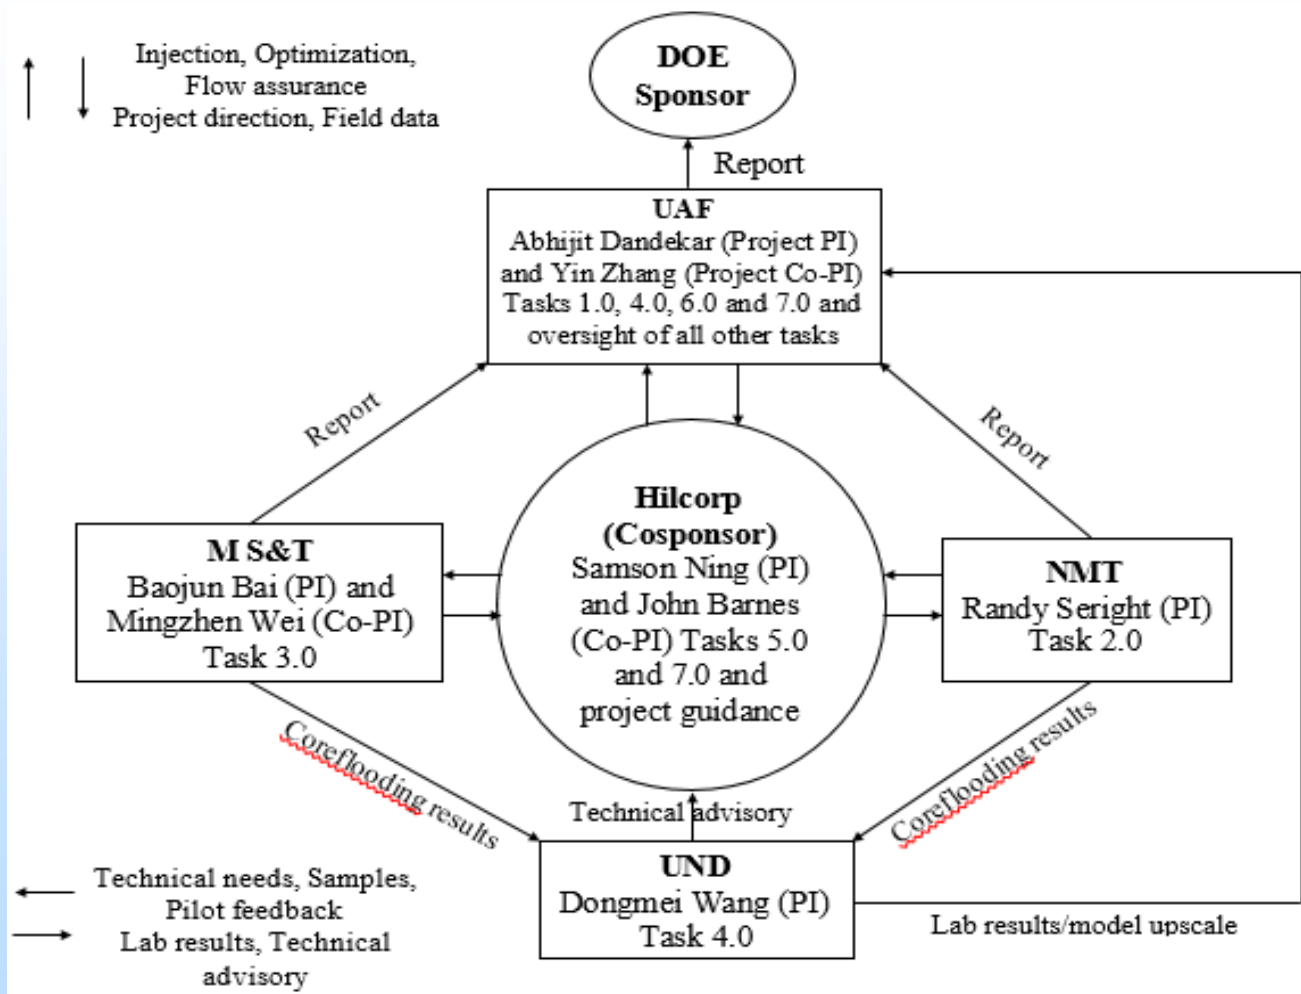 Injection, Optimization,
Flow assurance
Project direction, Field data
DOE
Sponsor
Report
UAF
Abhijit Dandekar (Project PI)
and Yin Zhang (Project Co-PI)
Tasks 1.0, 4.0, 6.0 and 7.0 and
oversight of all other tasks
Report
Report
Hilcorp
(Cosponsor)
Samson Ning (PI)
and John Barnes
(Co-PI) Tasks 5.0
and 7.0 and
project guidance
M S&T
Baojun Bai (PI) and
Mingzhen Wei (Co-PI)
Task 3.0
NMT
Randy Seright (PI)
Task 2.0
Coreflooding results
Coreflooding results
Technical advisory
UND
Dongmei Wang (PI)
Task 4.0
Lab results/model upscale
Technical needs, Samples,
Pilot feedback
Lab results, Technical
advisory